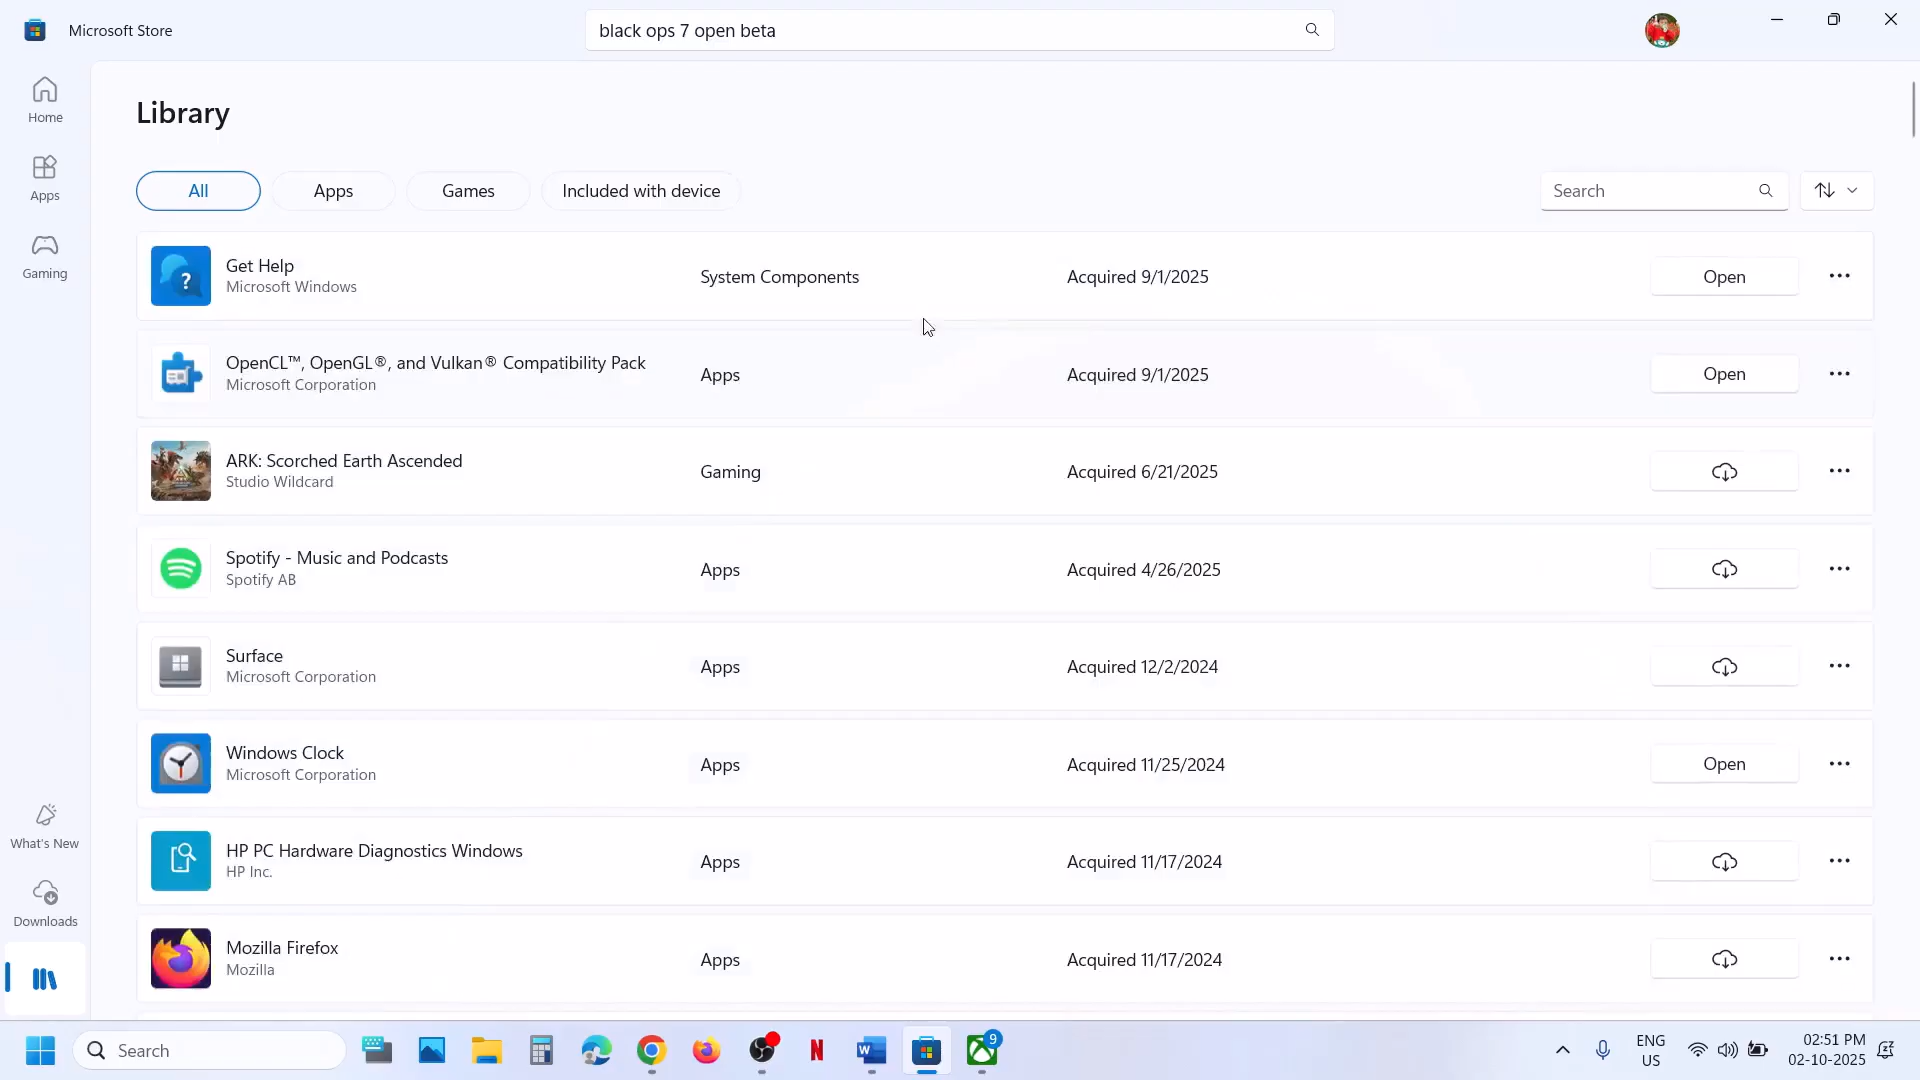 Microsoft Store
black ops 7 open beta
Home
Apps
Gaming
What's New
Downloads
Library
All
Apps
Games
Included with device
Search
Get Help
Microsoft Windows
System Components
Acquired 9/1/2025
Open
OpenCL™, OpenGL®, and Vulkan® Compatibility Pack
Microsoft Corporation
Apps
Acquired 9/1/2025
Open
ARK: Scorched Earth Ascended
Studio Wildcard
Gaming
Acquired 6/21/2025
Spotify - Music and Podcasts
Spotify AB
Apps
Acquired 4/26/2025
Surface
Microsoft Corporation
Apps
Acquired 12/2/2024
Windows Clock
Microsoft Corporation
Apps
Acquired 11/25/2024
Open
HP PC Hardware Diagnostics Windows
HP Inc.
Apps
Acquired 11/17/2024
Mozilla Firefox
Mozilla
Apps
Acquired 11/17/2024
Search
9
ENG
US
02:51 PM
02-10-2025